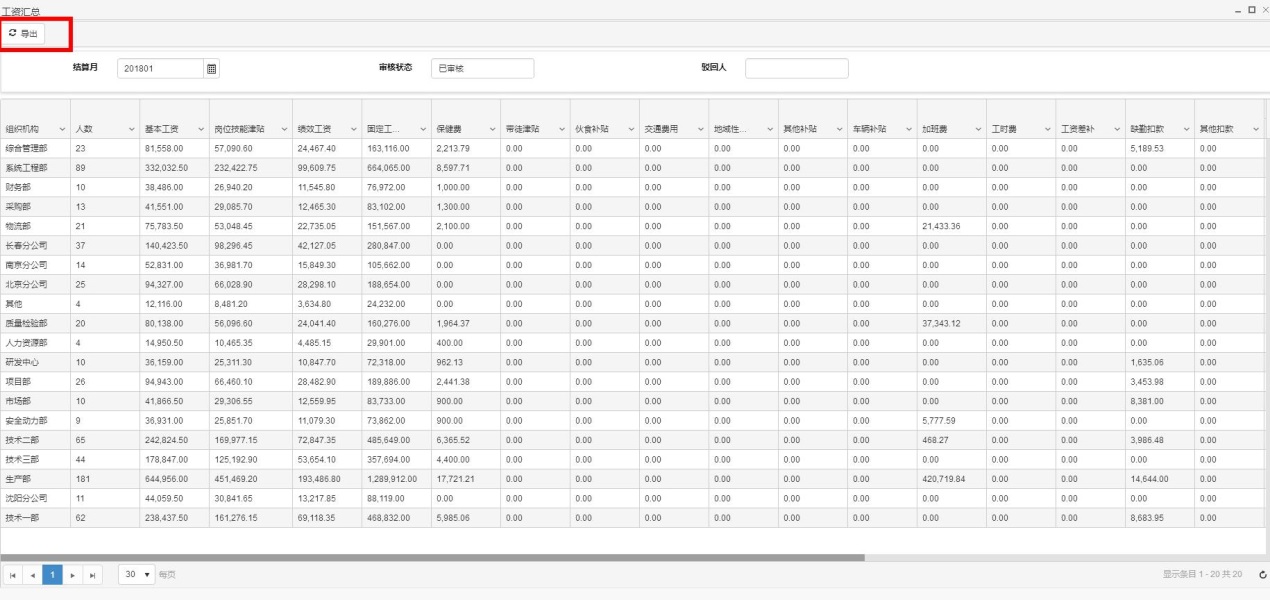 工资汇总
导出
结算月 201801 审核状态 已审核 驳回人
组织机构 人数 基本工资 岗位技能津贴 绩效工资 固定工... 保健费 带徒津贴 伙食补贴 交通费用 地域性... 其他补贴 车辆补贴 加班费 工时费 工资差补 缺勤扣款 其他扣款
综合管理部 23 81,558.00 57,090.60 24,467.40 163,116.00 2,213.79 0.00 0.00 0.00 0.00 0.00 0.00 0.00 0.00 0.00 5,189.53 0.00
系统工程部 89 332,032.50 232,422.75 99,609.75 664,065.00 8,597.71 0.00 0.00 0.00 0.00 0.00 0.00 0.00 0.00 0.00 0.00 0.00
财务部 10 38,486.00 26,940.20 11,545.80 76,972.00 1,000.00 0.00 0.00 0.00 0.00 0.00 0.00 0.00 0.00 0.00 0.00 0.00
采购部 13 41,551.00 29,085.70 12,465.30 83,102.00 1,300.00 0.00 0.00 0.00 0.00 0.00 0.00 0.00 0.00 0.00 0.00 0.00
物流部 21 75,783.50 53,048.45 22,735.05 151,567.00 2,100.00 0.00 0.00 0.00 0.00 0.00 0.00 21,433.36 0.00 0.00 0.00 0.00
长春分公司 37 140,423.50 98,296.45 42,127.05 280,847.00 0.00 0.00 0.00 0.00 0.00 0.00 0.00 0.00 0.00 0.00 0.00 0.00
南京分公司 14 52,831.00 36,981.70 15,849.30 105,662.00 0.00 0.00 0.00 0.00 0.00 0.00 0.00 0.00 0.00 0.00 0.00 0.00
北京分公司 25 94,327.00 66,028.90 28,298.10 188,654.00 0.00 0.00 0.00 0.00 0.00 0.00 0.00 0.00 0.00 0.00 0.00 0.00
其他 4 12,116.00 8,481.20 3,634.80 24,232.00 0.00 0.00 0.00 0.00 0.00 0.00 0.00 0.00 0.00 0.00 0.00 0.00
质量检验部 20 80,138.00 56,096.60 24,041.40 160,276.00 1,964.37 0.00 0.00 0.00 0.00 0.00 0.00 37,343.12 0.00 0.00 0.00 0.00
人力资源部 4 14,950.50 10,465.35 4,485.15 29,901.00 400.00 0.00 0.00 0.00 0.00 0.00 0.00 0.00 0.00 0.00 0.00 0.00
研发中心 10 36,159.00 25,311.30 10,847.70 72,318.00 962.13 0.00 0.00 0.00 0.00 0.00 0.00 0.00 0.00 0.00 1,635.06 0.00
项目部 26 94,943.00 66,460.10 28,482.90 189,886.00 2,441.38 0.00 0.00 0.00 0.00 0.00 0.00 0.00 0.00 0.00 3,453.98 0.00
市场部 10 41,866.50 29,306.55 12,559.95 83,733.00 900.00 0.00 0.00 0.00 0.00 0.00 0.00 0.00 0.00 0.00 8,381.00 0.00
安全动力部 9 36,931.00 25,851.70 11,079.30 73,862.00 900.00 0.00 0.00 0.00 0.00 0.00 0.00 5,777.59 0.00 0.00 0.00 0.00
技术二部 65 242,824.50 169,977.15 72,847.35 485,649.00 6,365.52 0.00 0.00 0.00 0.00 0.00 0.00 468.27 0.00 0.00 3,986.48 0.00
技术三部 44 178,847.00 125,192.90 53,654.10 357,694.00 4,400.00 0.00 0.00 0.00 0.00 0.00 0.00 0.00 0.00 0.00 0.00 0.00
生产部 181 644,956.00 451,469.20 193,486.80 1,289,912.00 17,721.21 0.00 0.00 0.00 0.00 0.00 0.00 420,719.84 0.00 0.00 14,644.00 0.00
沈阳分公司 11 44,059.50 30,841.65 13,217.85 88,119.00 0.00 0.00 0.00 0.00 0.00 0.00 0.00 0.00 0.00 0.00 0.00 0.00
技术一部 62 238,437.50 161,276.15 69,118.35 468,832.00 5,985.06 0.00 0.00 0.00 0.00 0.00 0.00 0.00 0.00 0.00 8,683.95 0.00
1 30 每页 显示条目 1 - 20 共 20